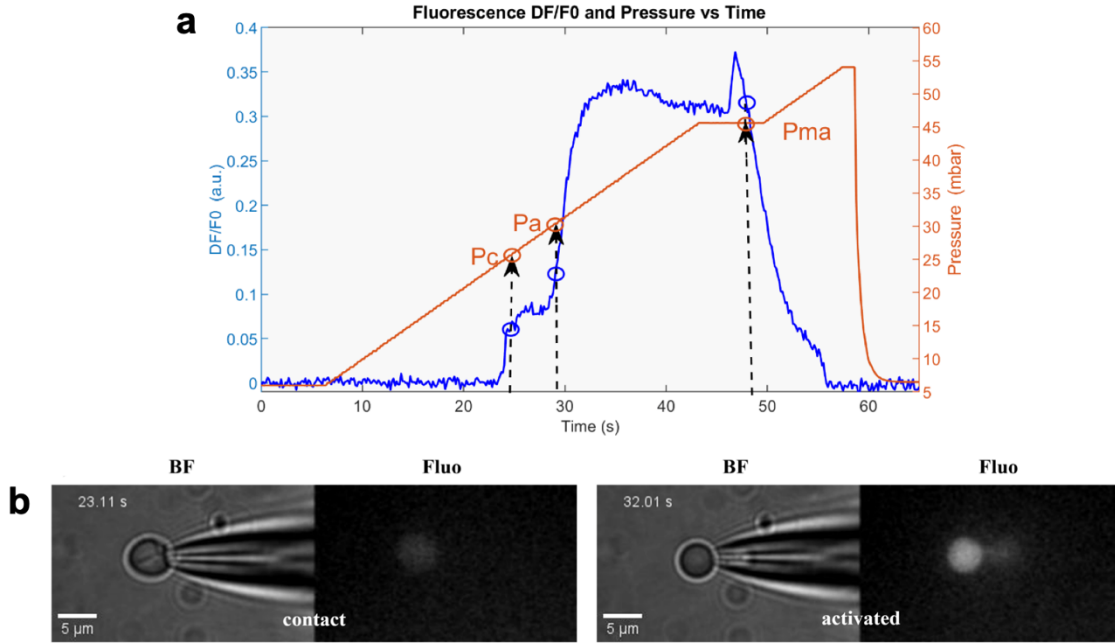 a
Fluorescence DF/F0 and Pressure vs Time
0.4
0.35
0.3
0.25
0.2
0.15
0.1
0.05
0
DF/F0 (a.u.)
60
55
50
45
40
35
30
25
20
15
10
5
Pressure (mbar)
Pc
Pa
Pma
0 10 20 30 40 50 60
Time (s)
b
BF Fluo BF Fluo
23.11 s
32.01 s
5 µm
contact
5 µm
activated